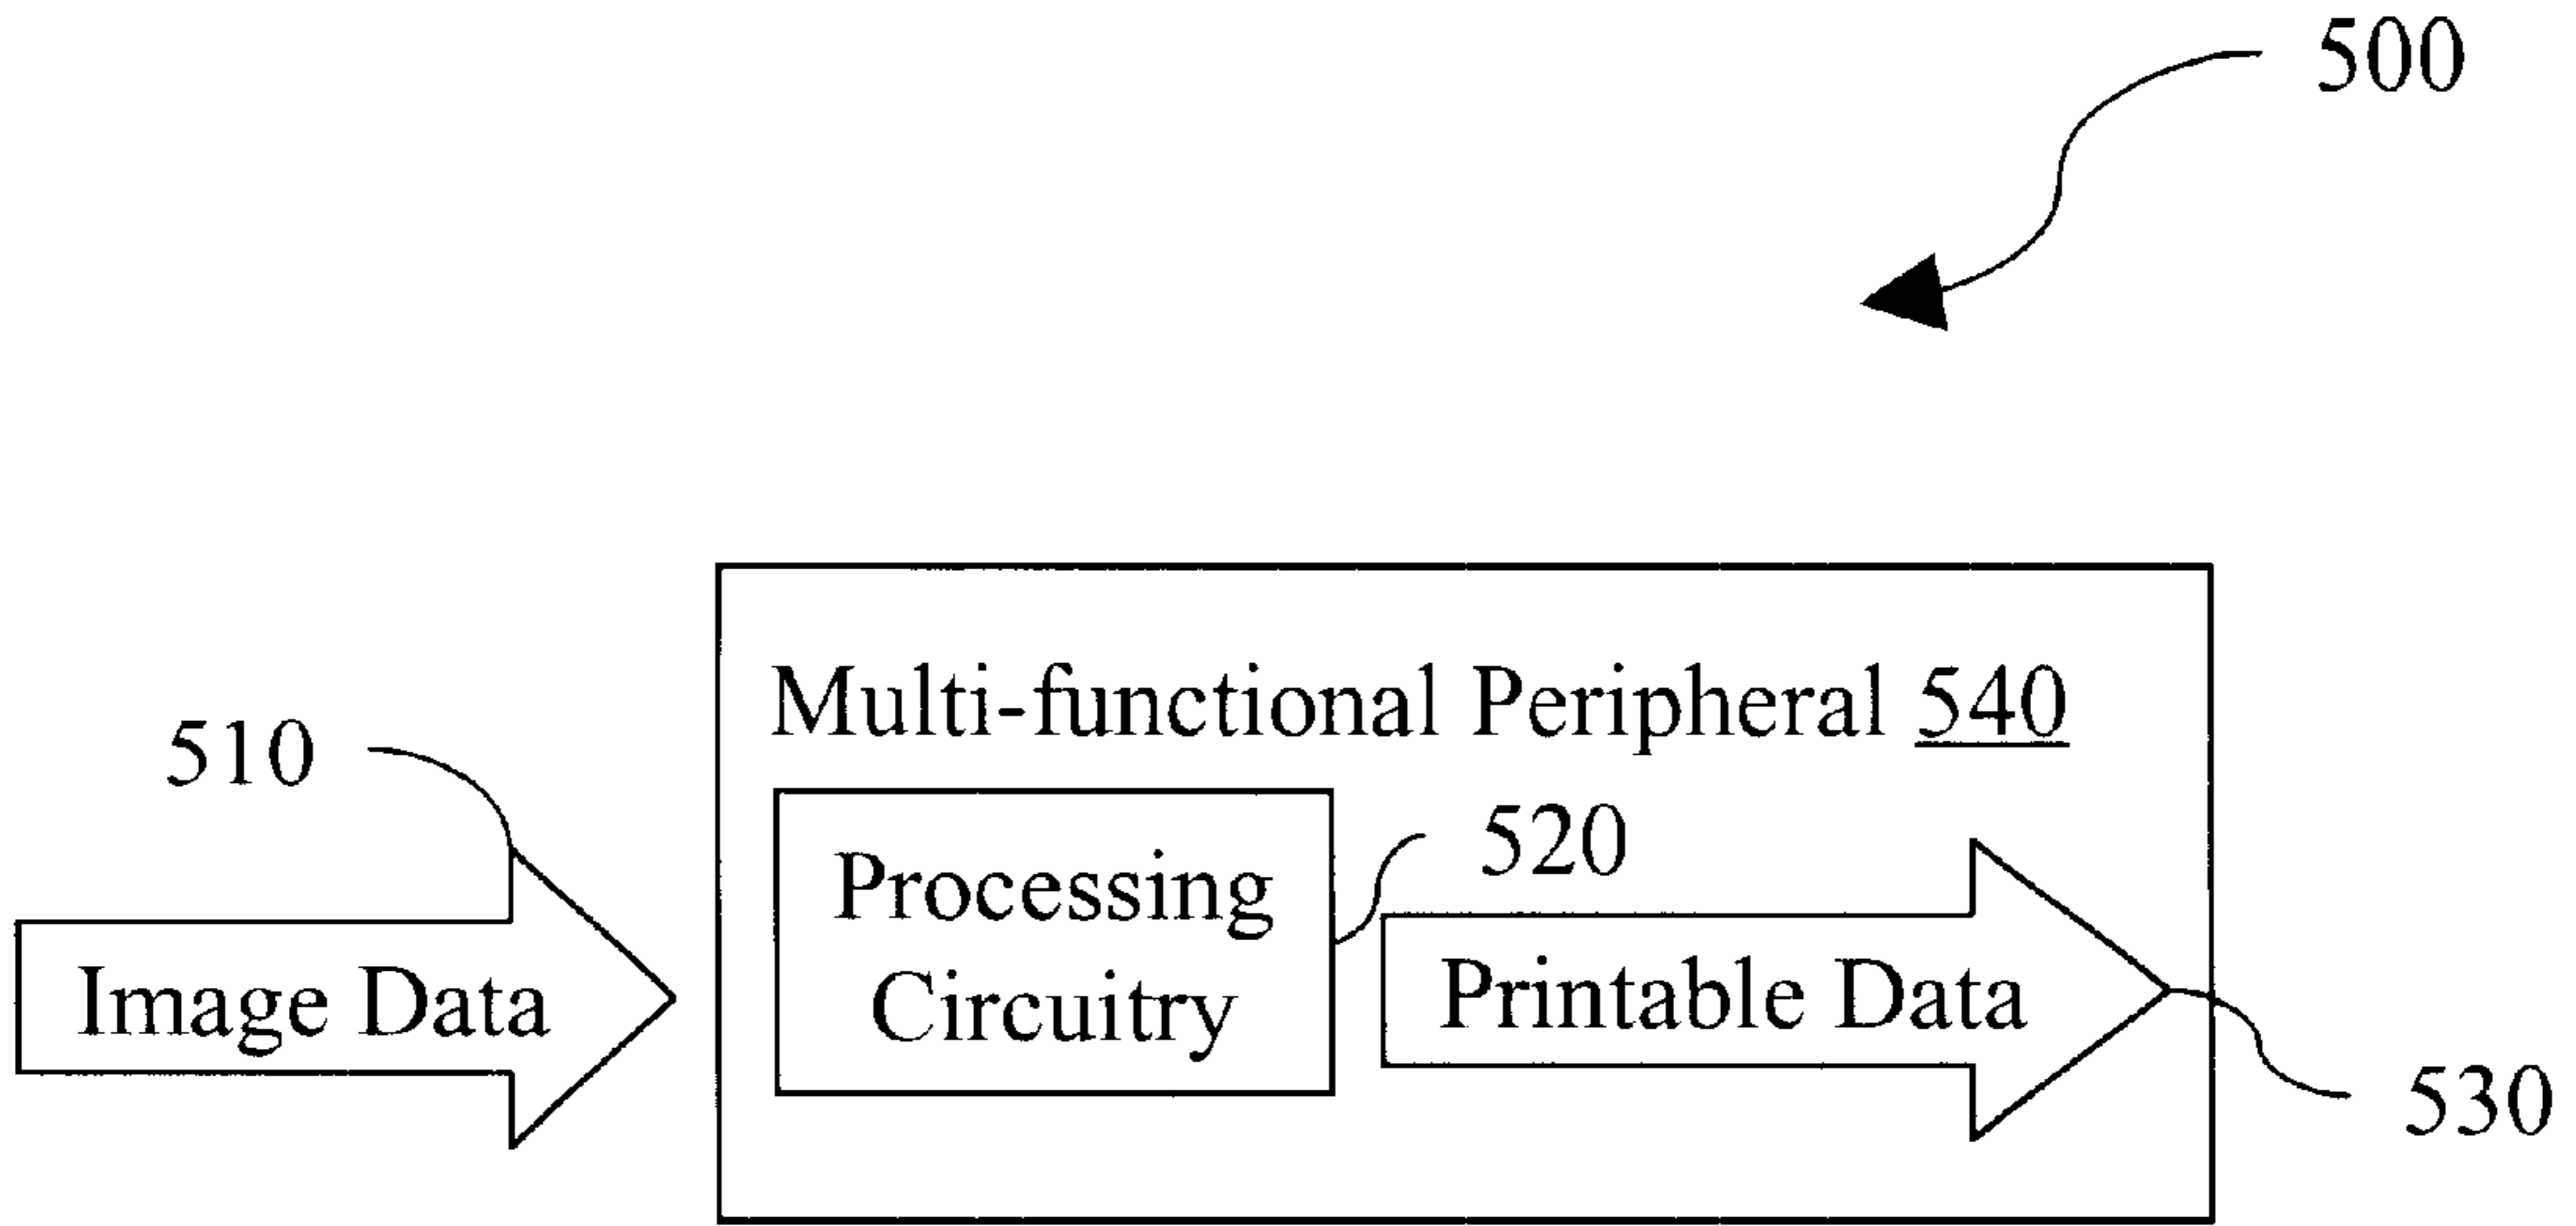 500
Multi-functional Peripheral 540
510
520
Processing
Circuitry
Image Data
Printable Data
530